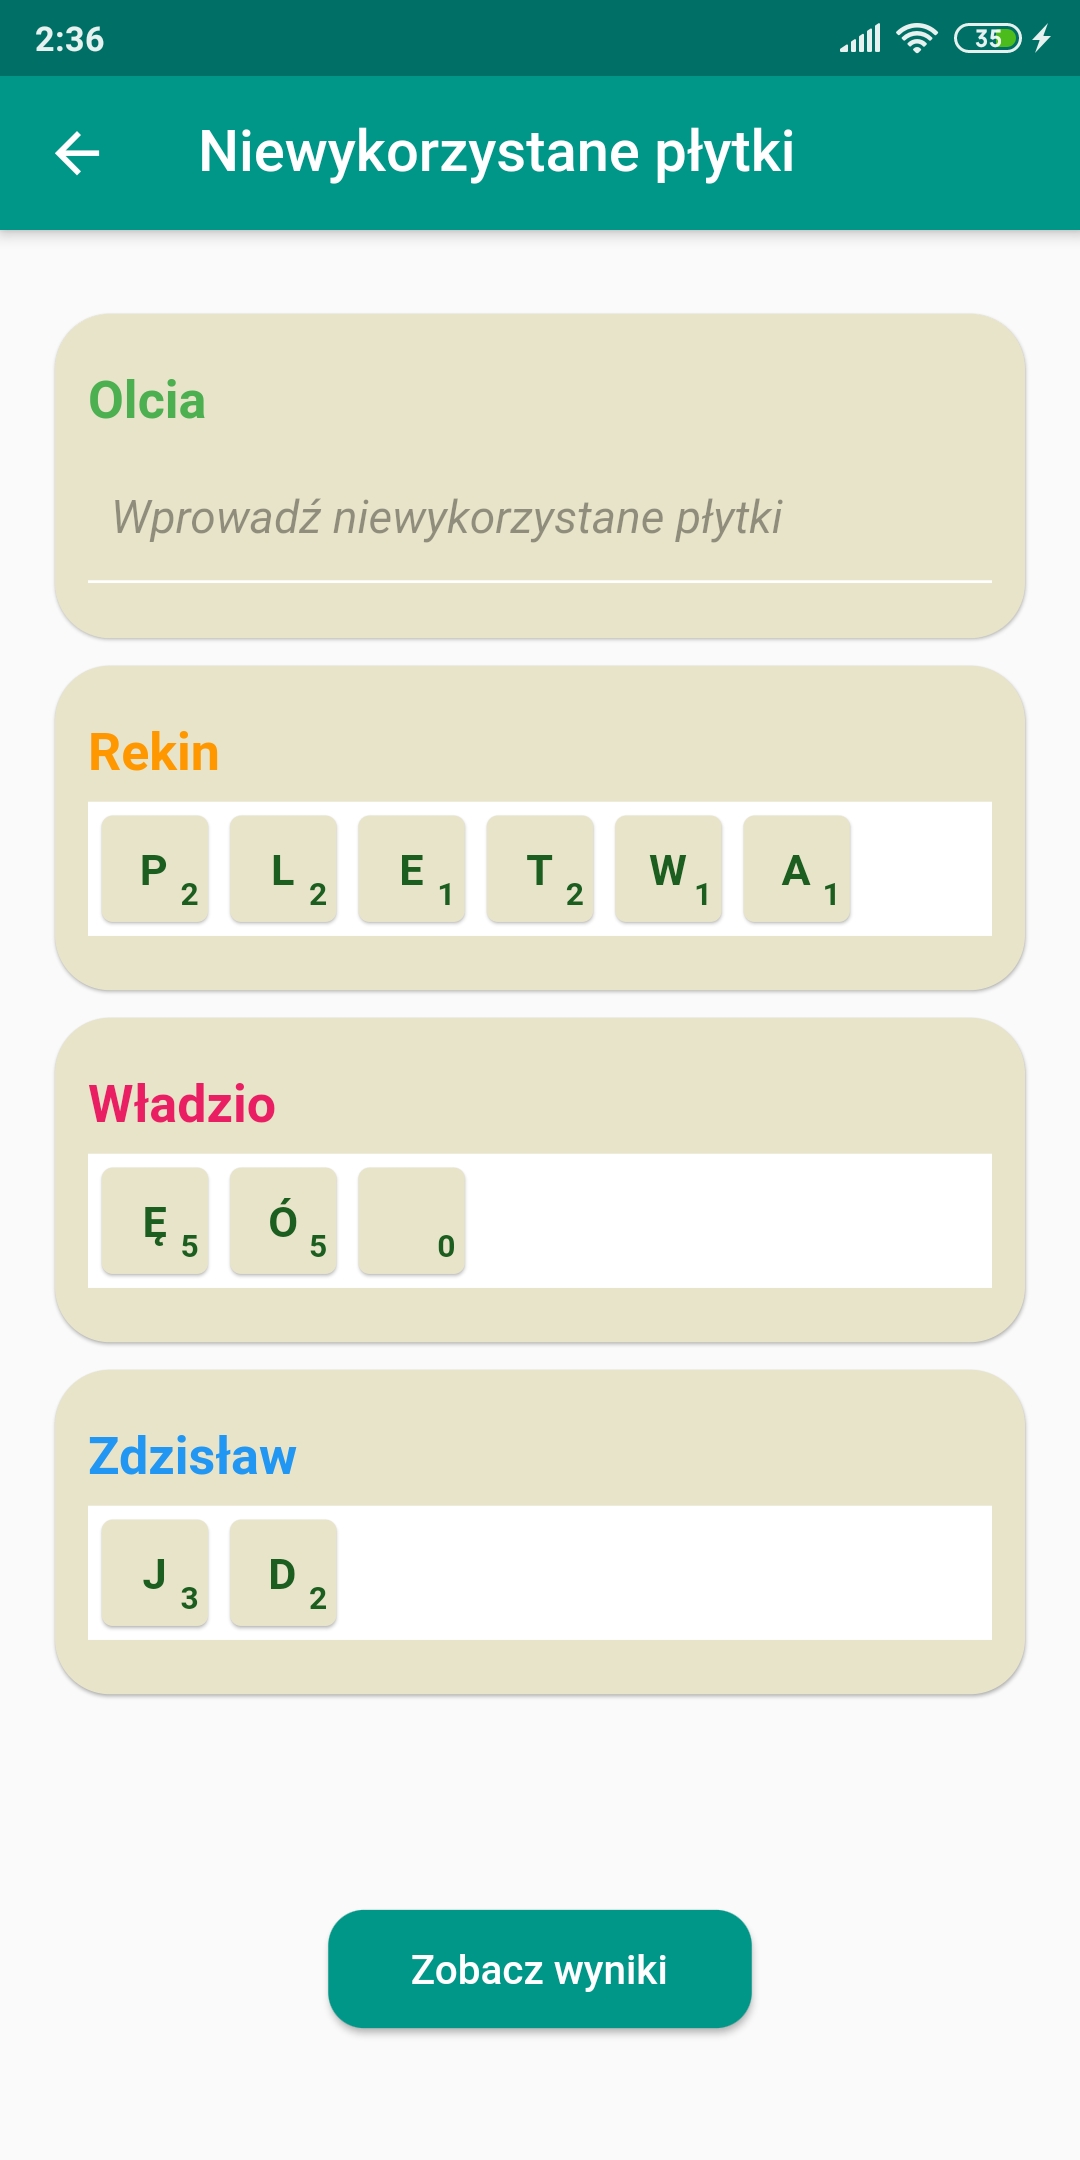 2:36
35
Niewykorzystane płytki
Olcia
Wprowadź niewykorzystane płytki
Rekin
P 2 L 2 E 1 T 2 W 1 A 1
Władzio
Ę 5 Ó 5 0
Zdzisław
J 3 D 2
Zobacz wyniki